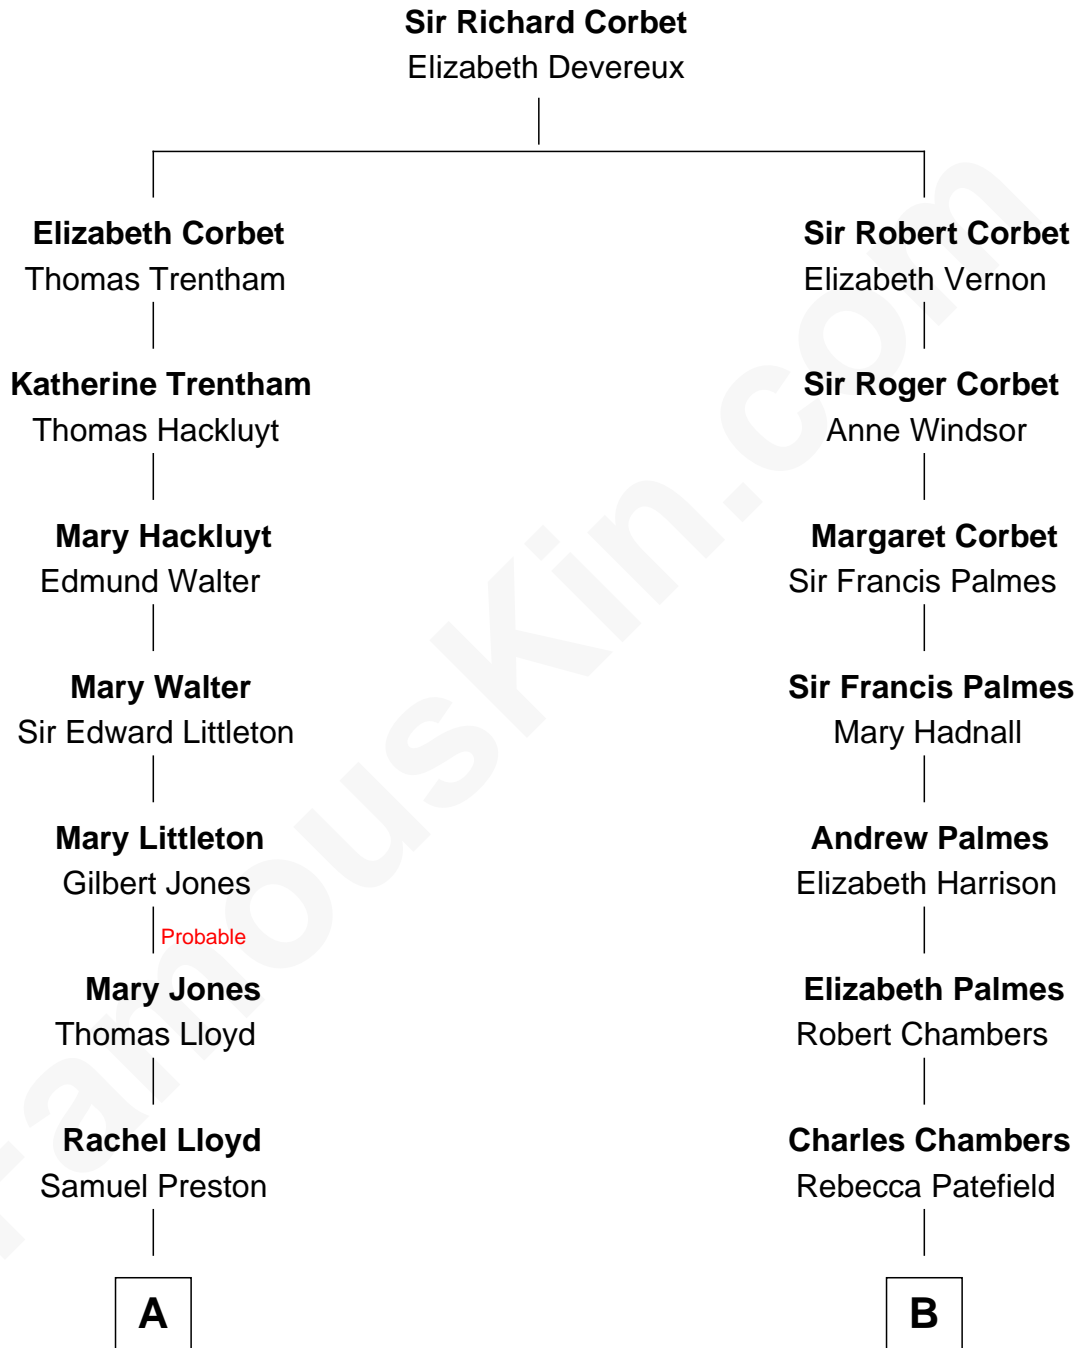 Sir Richard Corbet
Elizabeth Devereux
Elizabeth Corbet
Thomas Trentham
Sir Robert Corbet
Elizabeth Vernon
Katherine Trentham
Thomas Hackluyt
Sir Roger Corbet
Anne Windsor
Mary Hackluyt
Edmund Walter
Margaret Corbet
Sir Francis Palmes
Mary Walter
Sir Edward Littleton
Sir Francis Palmes
Mary Hadnall
Mary Littleton
Gilbert Jones
Probable
Andrew Palmes
Elizabeth Harrison
Mary Jones
Thomas Lloyd
Elizabeth Palmes
Robert Chambers
Rachel Lloyd
Samuel Preston
Charles Chambers
Rebecca Patefield
A
B
FamousKin.com